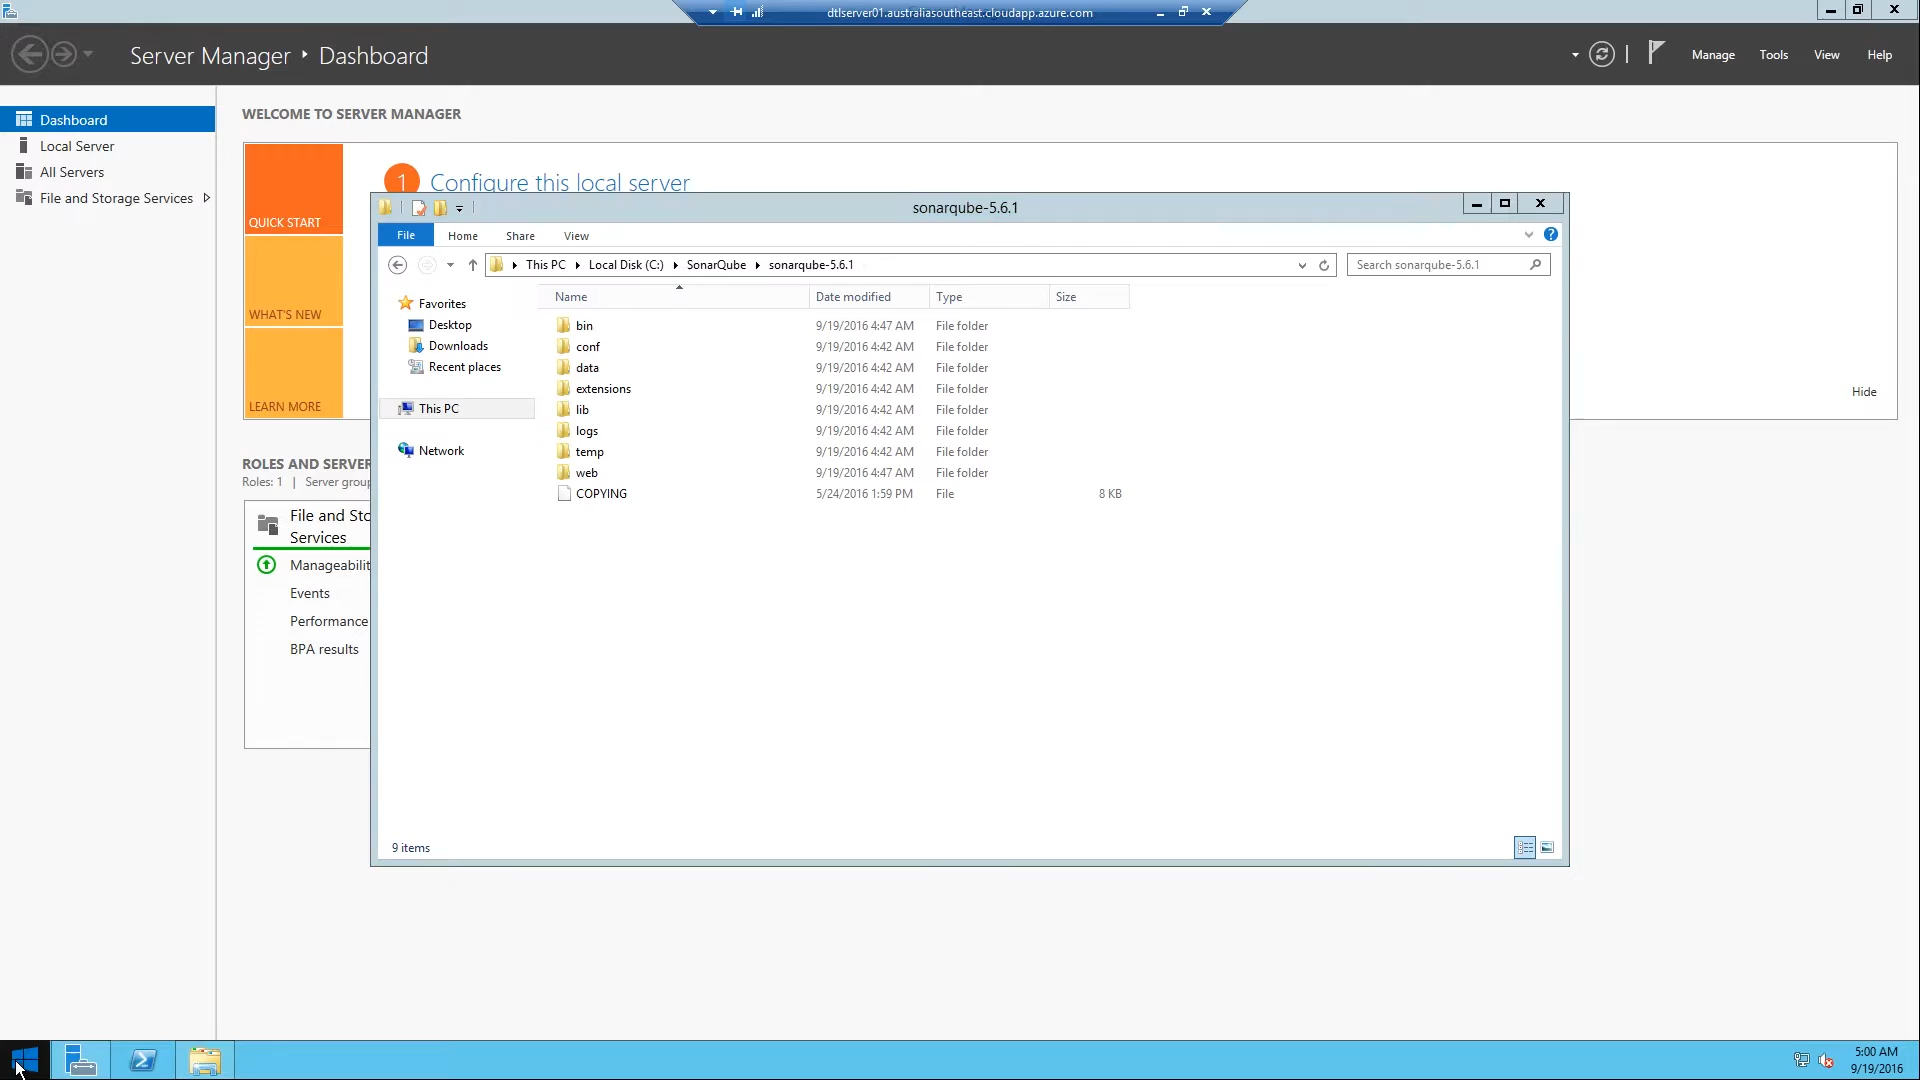 dtlserver01.australiasoutheast.cloudapp.azure.com
Server Manager Dashboard
Manage Tools View Help
Dashboard
Local Server
All Servers
File and Storage Services
WELCOME TO SERVER MANAGER
QUICK START
WHAT'S NEW
LEARN MORE
1 Configure this local server
Hide
ROLES AND SERVER
Roles: 1 | Server group
File and Sto
Services
Manageabilit
Events
Performance
BPA results
sonarqube-5.6.1
File Home Share View
This PC Local Disk (C:) SonarQube sonarqube-5.6.1
Search sonarqube-5.6.1
Favorites
Desktop
Downloads
Recent places
This PC
Network
Name Date modified Type Size
bin 9/19/2016 4:47 AM File folder
conf 9/19/2016 4:42 AM File folder
data 9/19/2016 4:42 AM File folder
extensions 9/19/2016 4:42 AM File folder
lib 9/19/2016 4:42 AM File folder
logs 9/19/2016 4:42 AM File folder
temp 9/19/2016 4:42 AM File folder
web 9/19/2016 4:47 AM File folder
COPYING 5/24/2016 1:59 PM File 8 KB
9 items
5:00 AM
9/19/2016